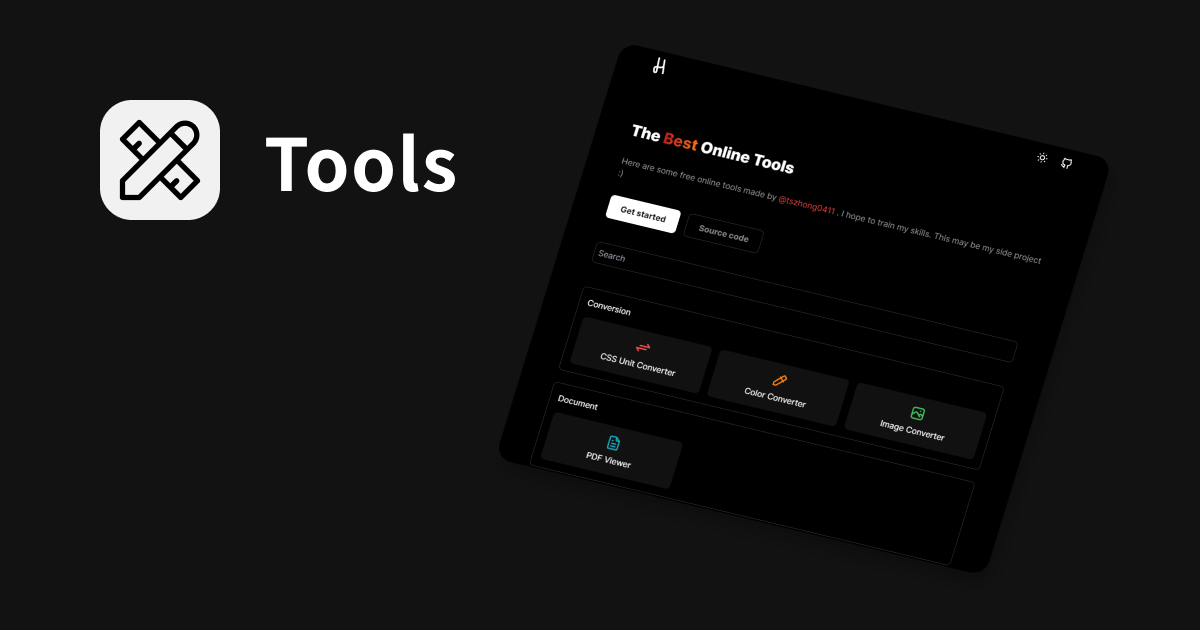 Tools
The Best Online Tools
Here are some free online tools made by @tszhong0411 . I hope to train my skills. This may be my side project
:)
Get started
Source code
Search
Conversion
CSS Unit Converter
Color Converter
Image Converter
Document
PDF Viewer